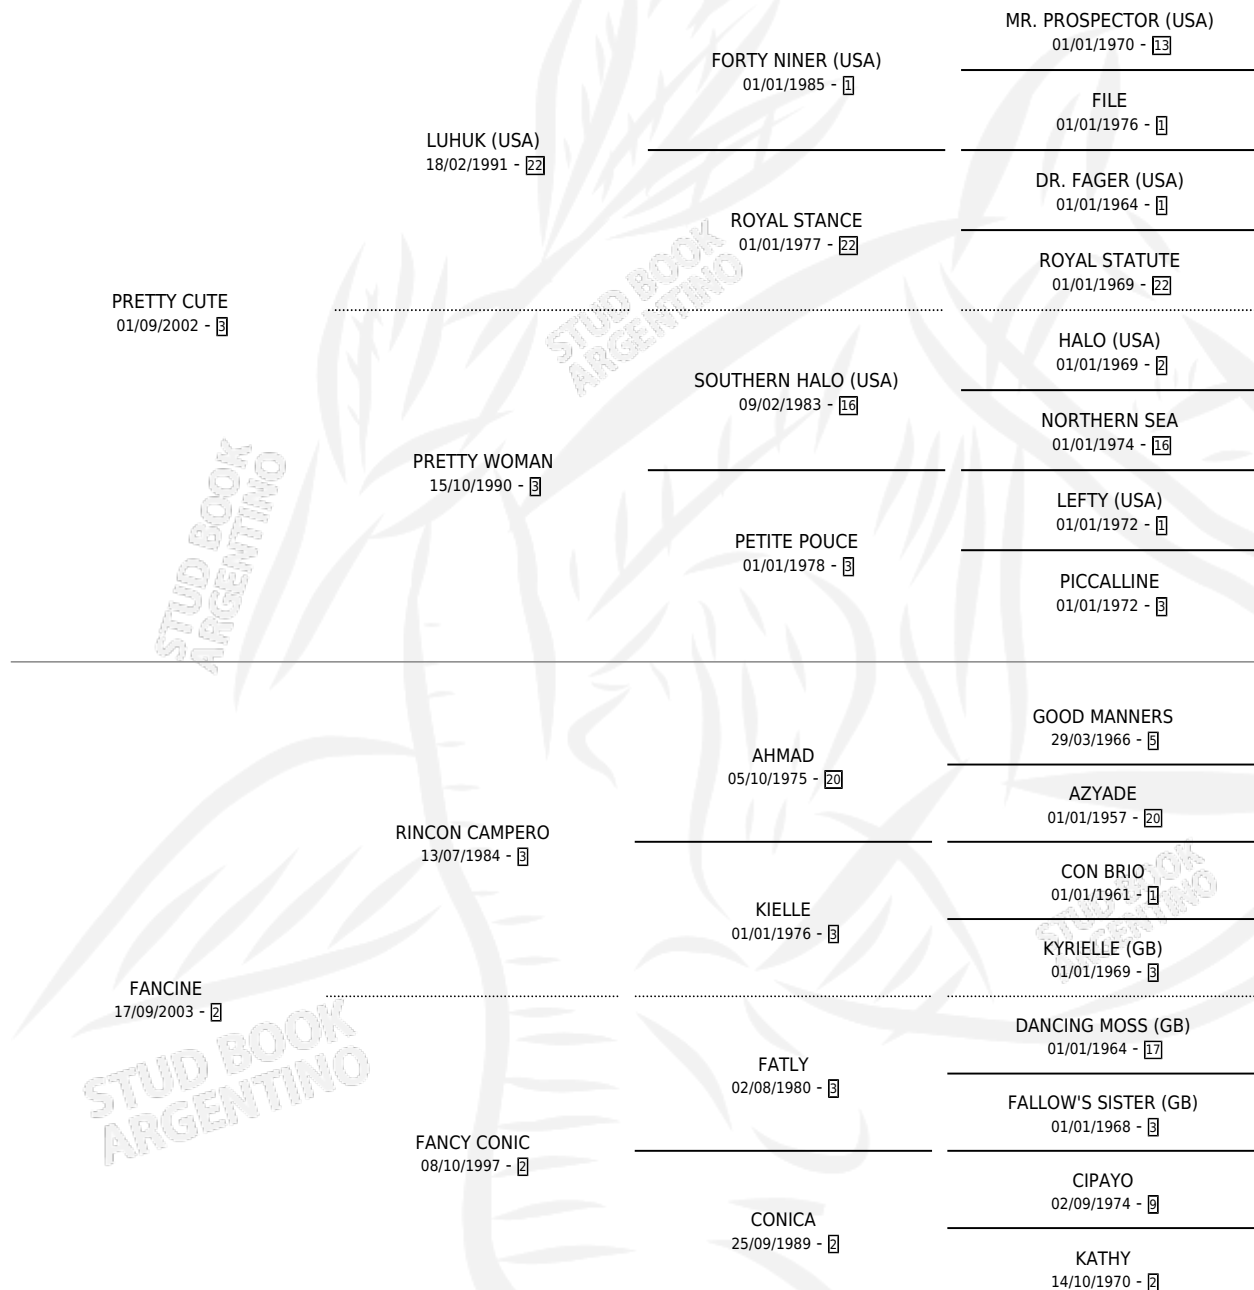 MR. PROSPECTOR (USA)
01/01/1970 - 13
FORTY NINER (USA)
01/01/1985 - 1
FILE
01/01/1976 - 1
LUHUK (USA)
18/02/1991 - 22
DR. FAGER (USA)
01/01/1964 - 1
ROYAL STANCE
01/01/1977 - 22
ROYAL STATUTE
01/01/1969 - 22
PRETTY CUTE
01/09/2002 - 3
HALO (USA)
01/01/1969 - 2
SOUTHERN HALO (USA)
09/02/1983 - 16
NORTHERN SEA
01/01/1974 - 16
PRETTY WOMAN
15/10/1990 - 3
LEFTY (USA)
01/01/1972 - 1
PETITE POUCE
01/01/1978 - 3
PICCALLINE
01/01/1972 - 3
STUD BOOK
ARGENTINO
STUD BOOK
ARGENTINO
GOOD MANNERS
29/03/1966 - 5
AHMAD
05/10/1975 - 20
AZYADE
01/01/1957 - 20
RINCON CAMPERO
13/07/1984 - 3
CON BRIO
01/01/1961 - 1
KIELLE
01/01/1976 - 3
KYRIELLE (GB)
01/01/1969 - 3
FANCINE
17/09/2003 - 2
DANCING MOSS (GB)
01/01/1964 - 17
FATLY
02/08/1980 - 3
FALLOW'S SISTER (GB)
01/01/1968 - 3
FANCY CONIC
08/10/1997 - 2
CIPAYO
02/09/1974 - 9
CONICA
25/09/1989 - 2
KATHY
14/10/1970 - 2
STUD BOOK
ARGENTINO
STUD BOOK
ARGENTINO